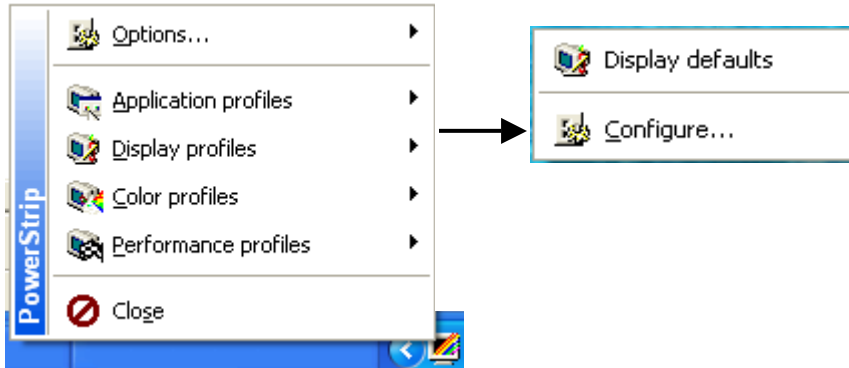 PowerStrip
Options...
Application profiles
Display profiles
Color profiles
Performance profiles
Close
Display defaults
Configure...